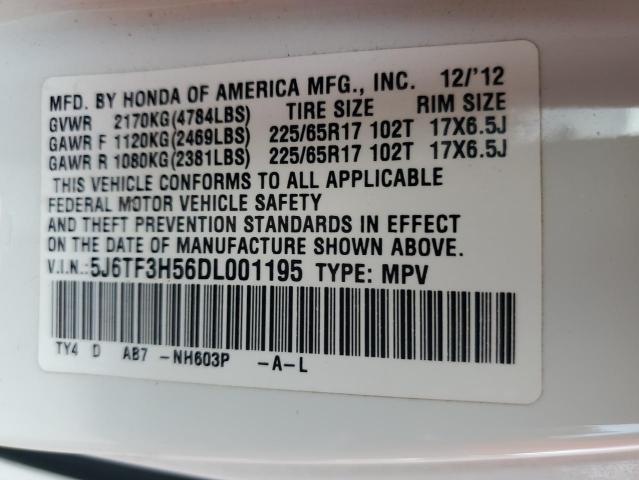 MFD. BY HONDA OF AMERICA MFG., INC. 12/'12
GVWR 2170KG(4784LBS) TIRE SIZE RIM SIZE
GAWR F 1120KG(2469LBS) 225/65R17 102T 17X6.5J
GAWR R 1080KG(2381LBS) 225/65R17 102T 17X6.5J
THIS VEHICLE CONFORMS TO ALL APPLICABLE
FEDERAL MOTOR VEHICLE SAFETY
AND THEFT PREVENTION STANDARDS IN EFFECT
ON THE DATE OF MANUFACTURE SHOWN ABOVE.
V.I.N.:5J6TF3H56DL001195 TYPE: MPV
TY4 D AB7 -NH603P -A-L